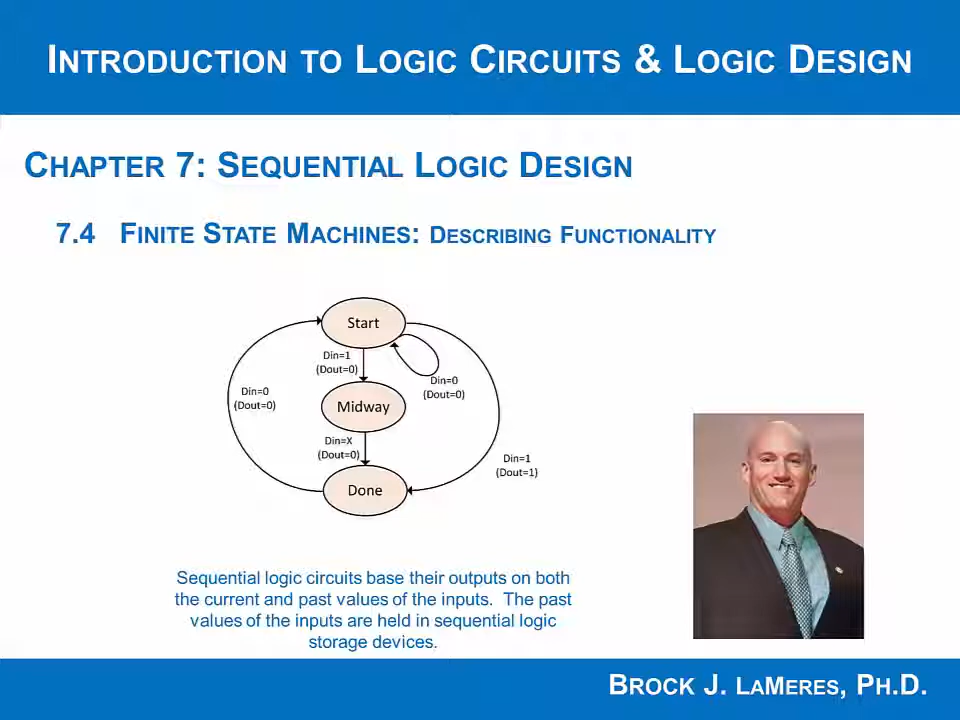 INTRODUCTION TO LOGIC CIRCUITS & LOGIC DESIGN
CHAPTER 7: SEQUENTIAL LOGIC DESIGN
7.4 FINITE STATE MACHINES: DESCRIBING FUNCTIONALITY
Start
Din=1
(Dout=0)
Din=0
(Dout=0)
Din=0
(Dout=0)
Midway
Din=X
(Dout=0)
Din=1
(Dout=1)
Done
Sequential logic circuits base their outputs on both
the current and past values of the inputs. The past
values of the inputs are held in sequential logic
storage devices.
BROCK J. LAMERES, PH.D.